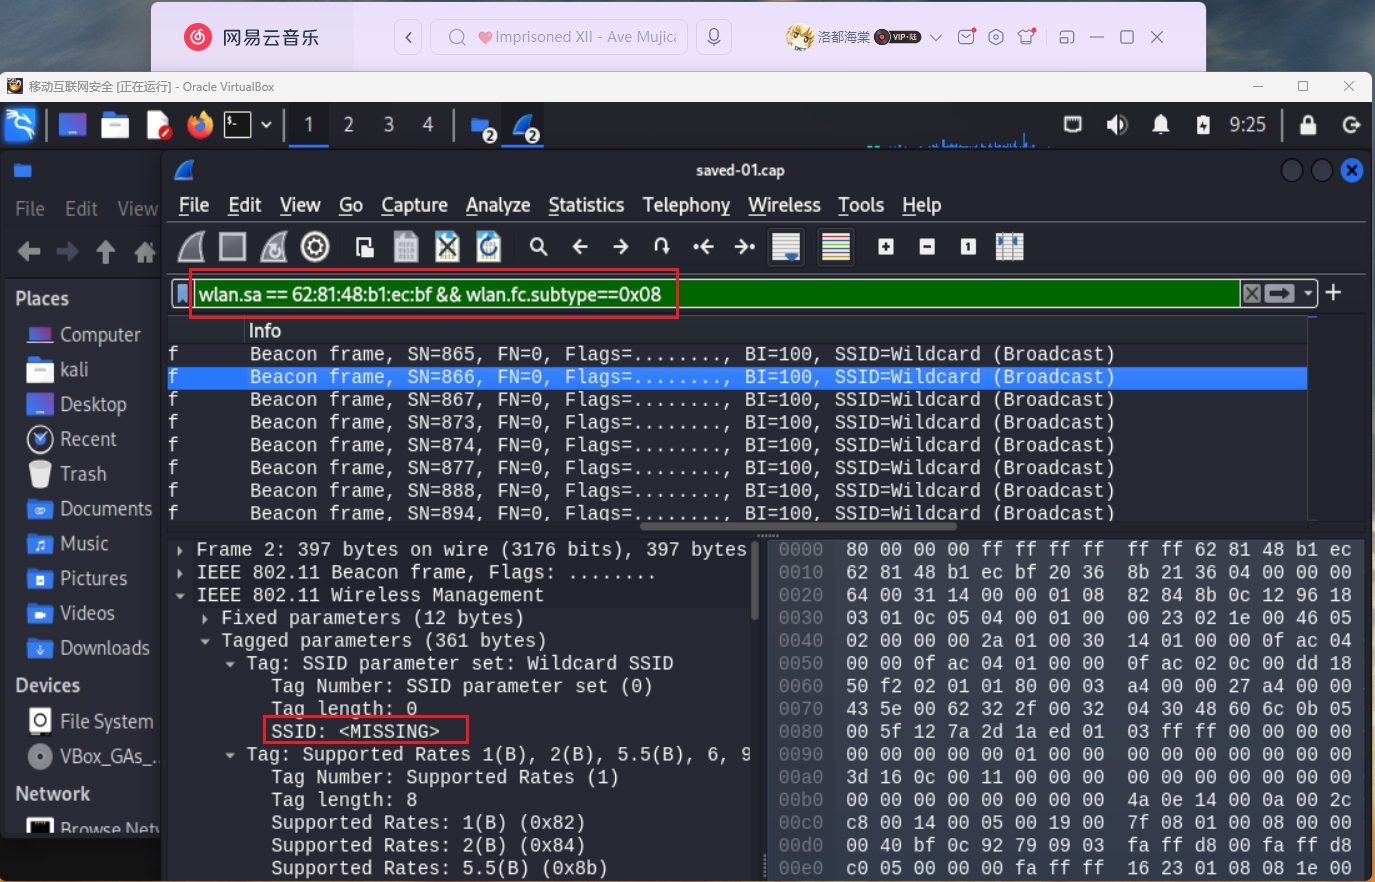 网易云音乐
Imprisoned XII - Ave Mujica
洛都海棠
VIP·陆
移动互联网安全 [正在运行] - Oracle VirtualBox
1 2 3 4
2
2
9:25
saved-01.cap
File Edit View
File Edit View Go Capture Analyze Statistics Telephony Wireless Tools Help
wlan.sa == 62:81:48:b1:ec:bf && wlan.fc.subtype==0x08
Info
f Beacon frame, SN=865, FN=0, Flags=........, BI=100, SSID=Wildcard (Broadcast)
f Beacon frame, SN=866, FN=0, Flags=........, BI=100, SSID=Wildcard (Broadcast)
f Beacon frame, SN=867, FN=0, Flags=........, BI=100, SSID=Wildcard (Broadcast)
f Beacon frame, SN=873, FN=0, Flags=........, BI=100, SSID=Wildcard (Broadcast)
f Beacon frame, SN=874, FN=0, Flags=........, BI=100, SSID=Wildcard (Broadcast)
f Beacon frame, SN=877, FN=0, Flags=........, BI=100, SSID=Wildcard (Broadcast)
f Beacon frame, SN=888, FN=0, Flags=........, BI=100, SSID=Wildcard (Broadcast)
f Beacon frame, SN=894, FN=0, Flags=........, BI=100, SSID=Wildcard (Broadcast)
Places
Computer
kali
Desktop
Recent
Trash
Documents
Music
Pictures
Videos
Downloads
Devices
File System
VBox_GAs_...
Network
Browse Netw
Frame 2: 397 bytes on wire (3176 bits), 397 bytes
IEEE 802.11 Beacon frame, Flags: ........
IEEE 802.11 Wireless Management
Fixed parameters (12 bytes)
Tagged parameters (361 bytes)
Tag: SSID parameter set: Wildcard SSID
Tag Number: SSID parameter set (0)
Tag length: 0
SSID: <MISSING>
Tag: Supported Rates 1(B), 2(B), 5.5(B), 6, 9
Tag Number: Supported Rates (1)
Tag length: 8
Supported Rates: 1(B) (0x82)
Supported Rates: 2(B) (0x84)
Supported Rates: 5.5(B) (0x8b)
0000 80 00 00 00 ff ff ff ff ff ff 62 81 48 b1 ec
0010 62 81 48 b1 ec bf 20 36 8b 21 36 04 00 00 00
0020 64 00 31 14 00 00 01 08 82 84 8b 0c 12 96 18
0030 03 01 0c 05 04 00 01 00 00 23 02 1e 00 46 05
0040 02 00 00 00 2a 01 00 30 14 01 00 00 0f ac 04
0050 00 00 0f ac 04 01 00 00 0f ac 02 0c 00 dd 18
0060 50 f2 02 01 01 80 00 03 a4 00 00 27 a4 00 00
0070 43 5e 00 62 32 2f 00 32 04 30 48 60 6c 0b 05
0080 00 5f 12 7a 2d 1a ed 01 03 ff ff 00 00 00 00
0090 00 00 00 00 00 01 00 00 00 00 00 00 00 00 00
00a0 3d 16 0c 00 11 00 00 00 00 00 00 00 00 00 00
00b0 00 00 00 00 00 00 00 00 4a 0e 14 00 0a 00 2c
00c0 c8 00 14 00 05 00 19 00 7f 08 01 00 08 00 00
00d0 00 40 bf 0c 92 79 09 03 fa ff d8 00 fa ff d8
00e0 c0 05 00 00 00 fa ff ff 16 23 01 08 08 1e 00